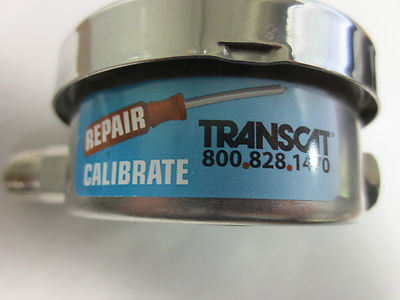 REPAIR
CALIBRATE
TRANSCAT
800.828.1470